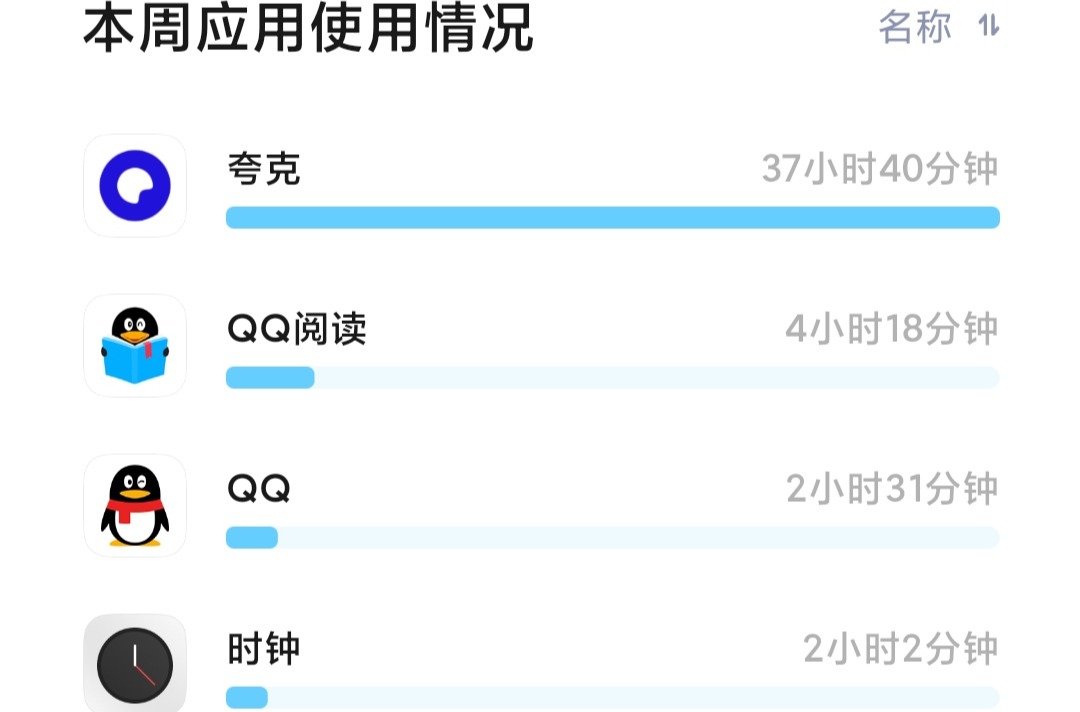 本周应用使用情况
名称
夸克
37小时40分钟
QQ阅读
4小时18分钟
QQ
2小时31分钟
时钟
2小时2分钟